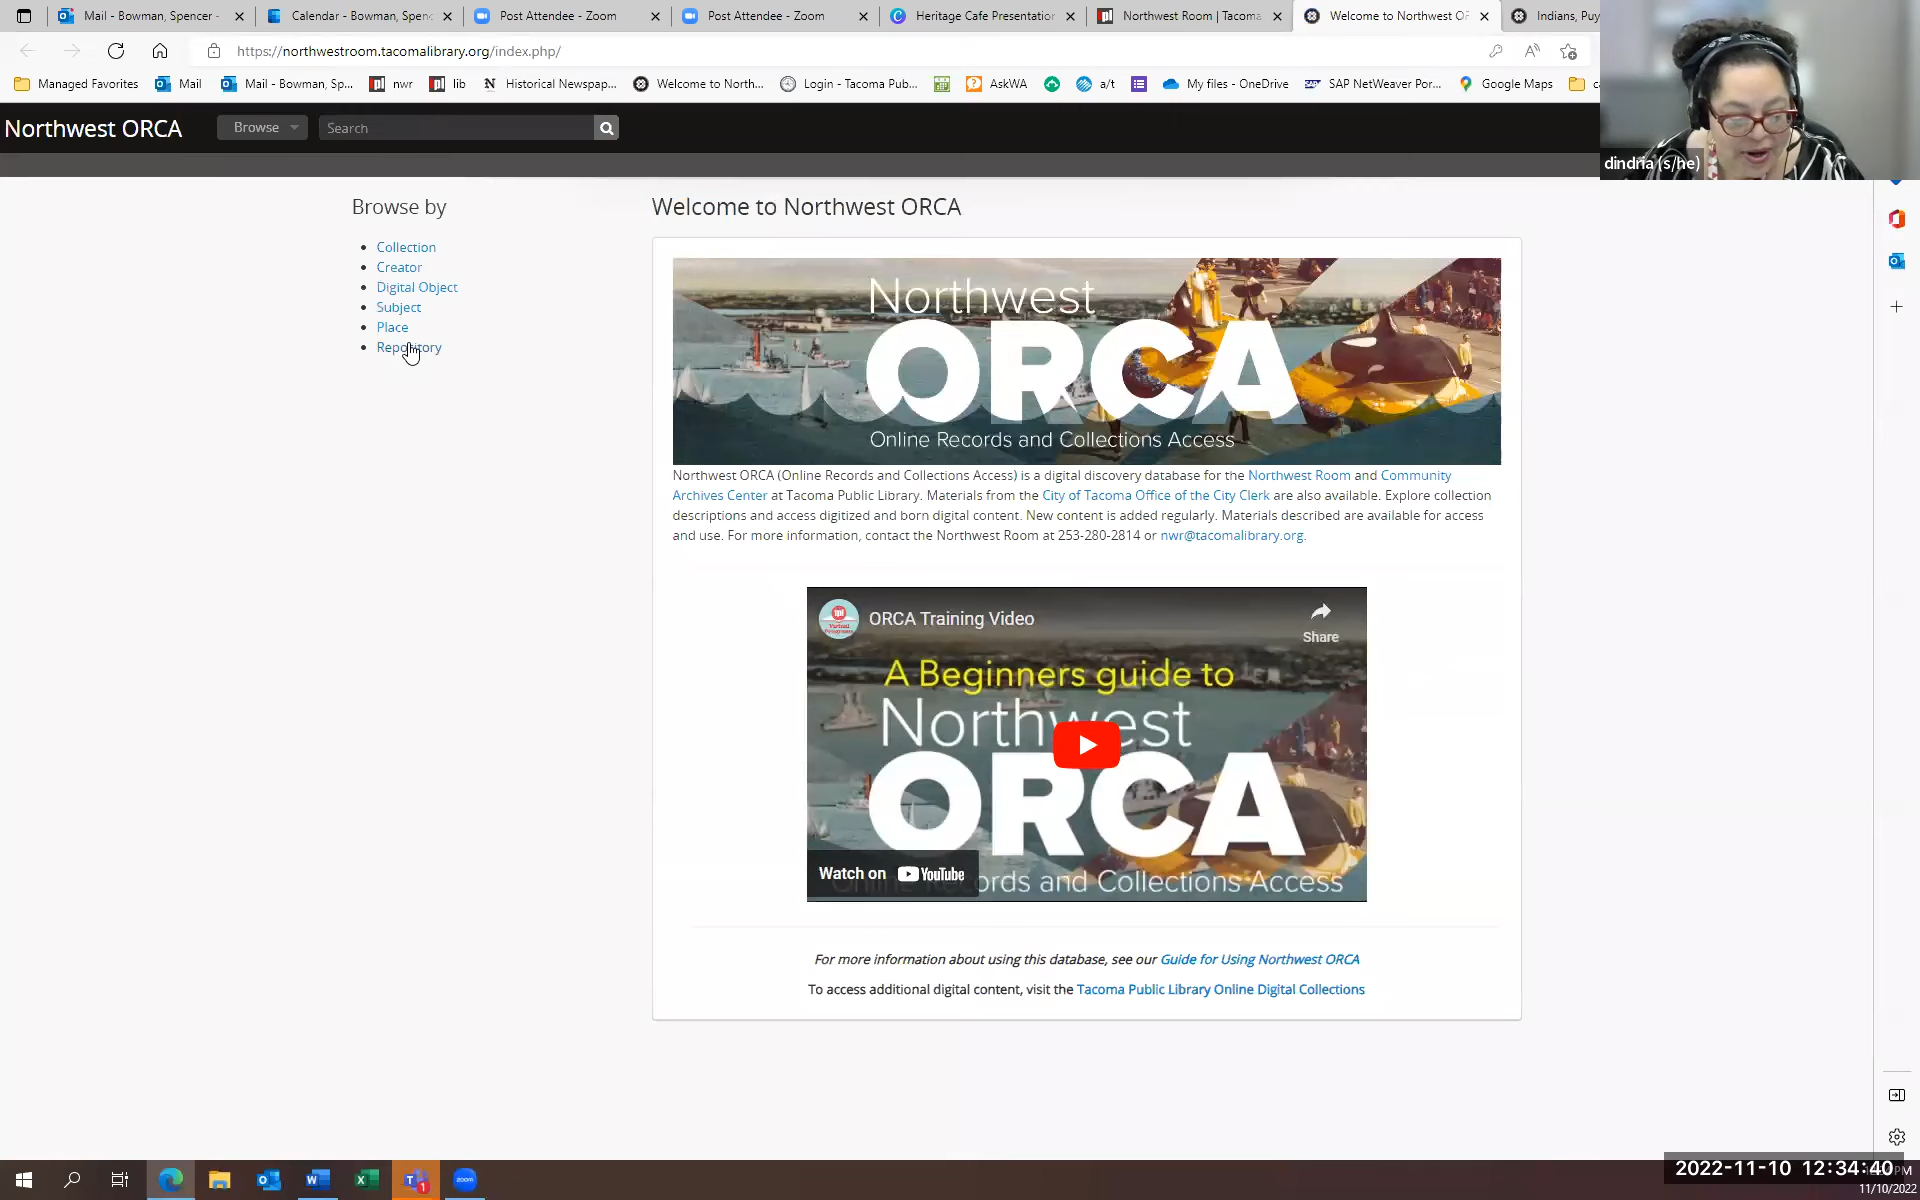 Mail - Bowman, Spencer -
Calendar - Bowman, Spenc
Post Attendee - Zoom
Post Attendee - Zoom
Heritage Cafe Presentation
Northwest Room | Tacoma
Welcome to Northwest O
Indians, Puy
https://northwestroom.tacomalibrary.org/index.php/
Managed Favorites
Mail
Mail - Bowman, Sp...
nwr
lib
Historical Newspap...
Welcome to North...
Login - Tacoma Pub...
AskWA
a/t
My files - OneDrive
SAP NetWeaver Por...
Google Maps
dindria (s/he)
Northwest ORCA
Browse
Search
Browse by
Collection
Creator
Digital Object
Subject
Place
Repository
Welcome to Northwest ORCA
Northwest
ORCA
Online Records and Collections Access
Northwest ORCA (Online Records and Collections Access) is a digital discovery database for the Northwest Room and Community
Archives Center at Tacoma Public Library. Materials from the City of Tacoma Office of the City Clerk are also available. Explore collection
descriptions and access digitized and born digital content. New content is added regularly. Materials described are available for access
and use. For more information, contact the Northwest Room at 253-280-2814 or nwr@tacomalibrary.org.
ORCA Training Video
Share
A Beginners guide to
Northwest
ORCA
Watch on YouTube
ords and Collections Access
For more information about using this database, see our Guide for Using Northwest ORCA
To access additional digital content, visit the Tacoma Public Library Online Digital Collections
2022-11-10 12:34:40
11/10/2022